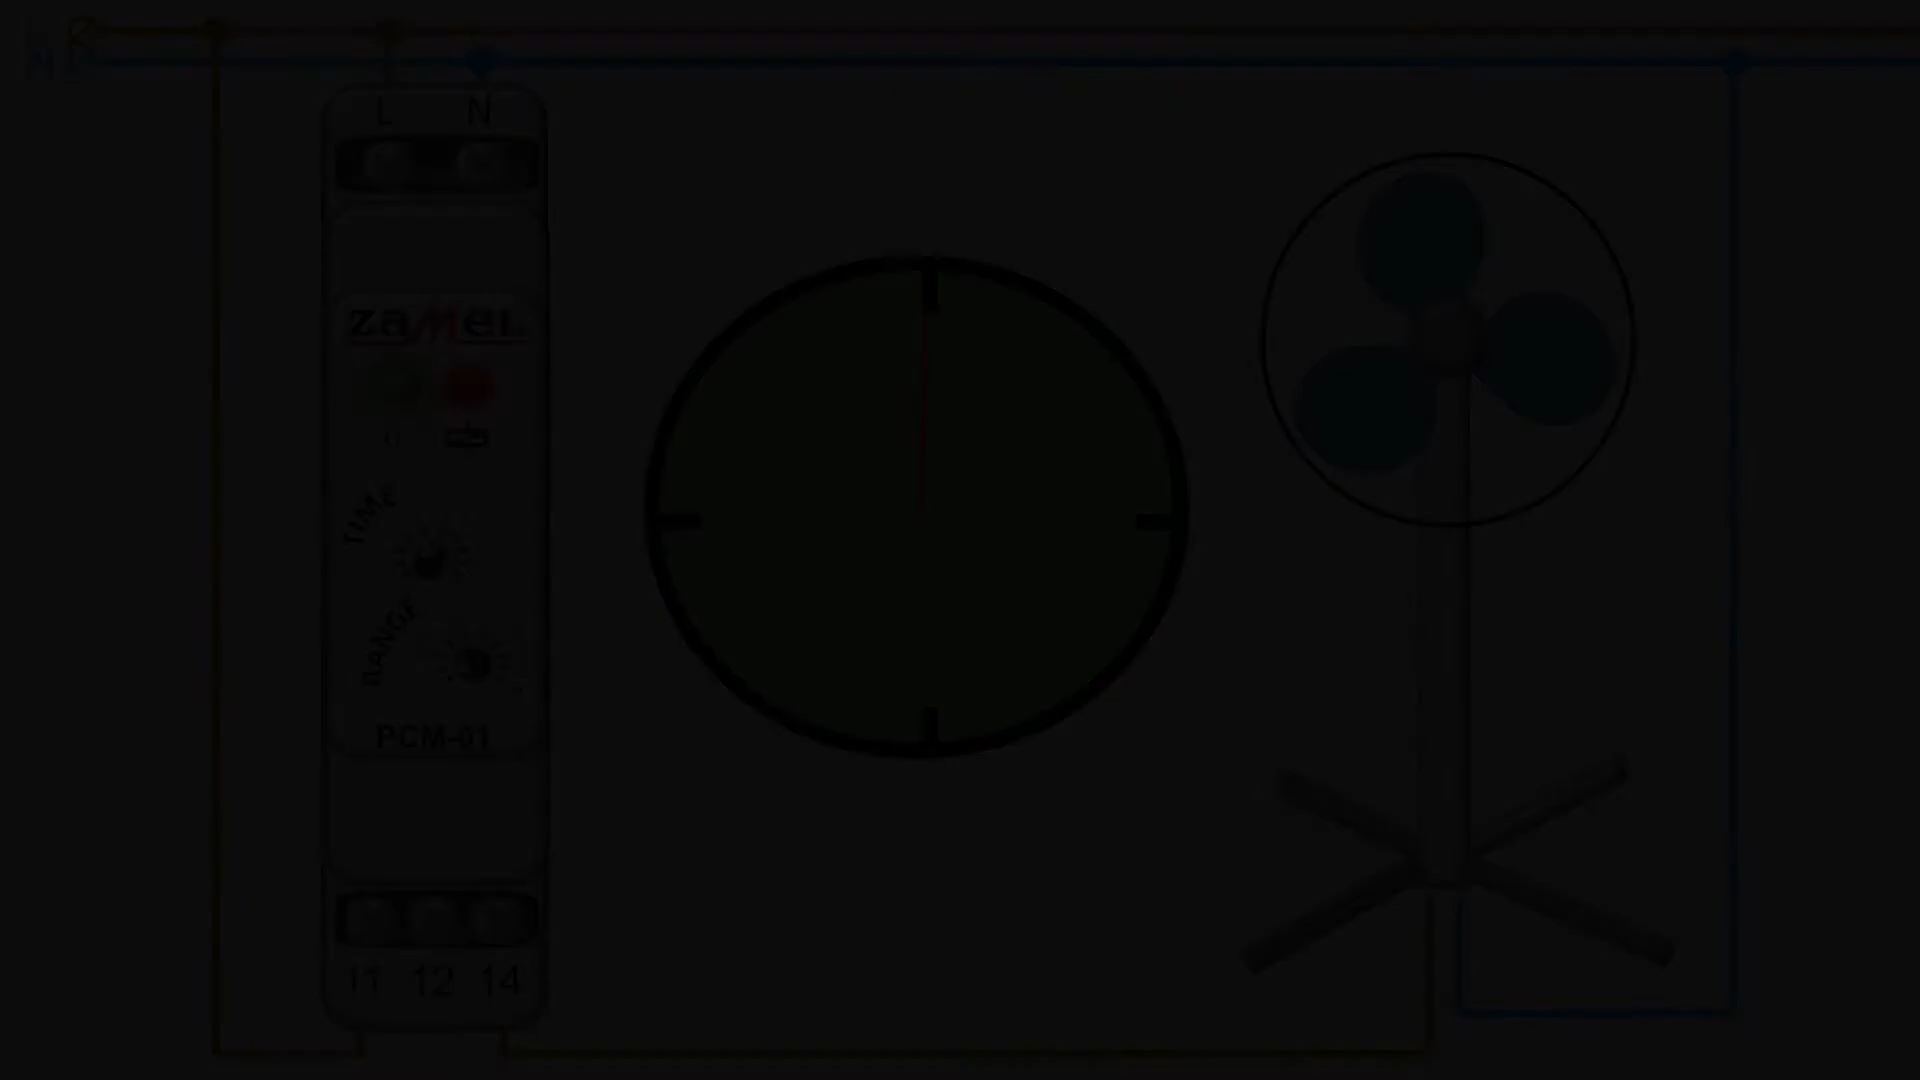 L
N
L N
zamel
U
TIME
RANGE
PCM-01
11 12 14